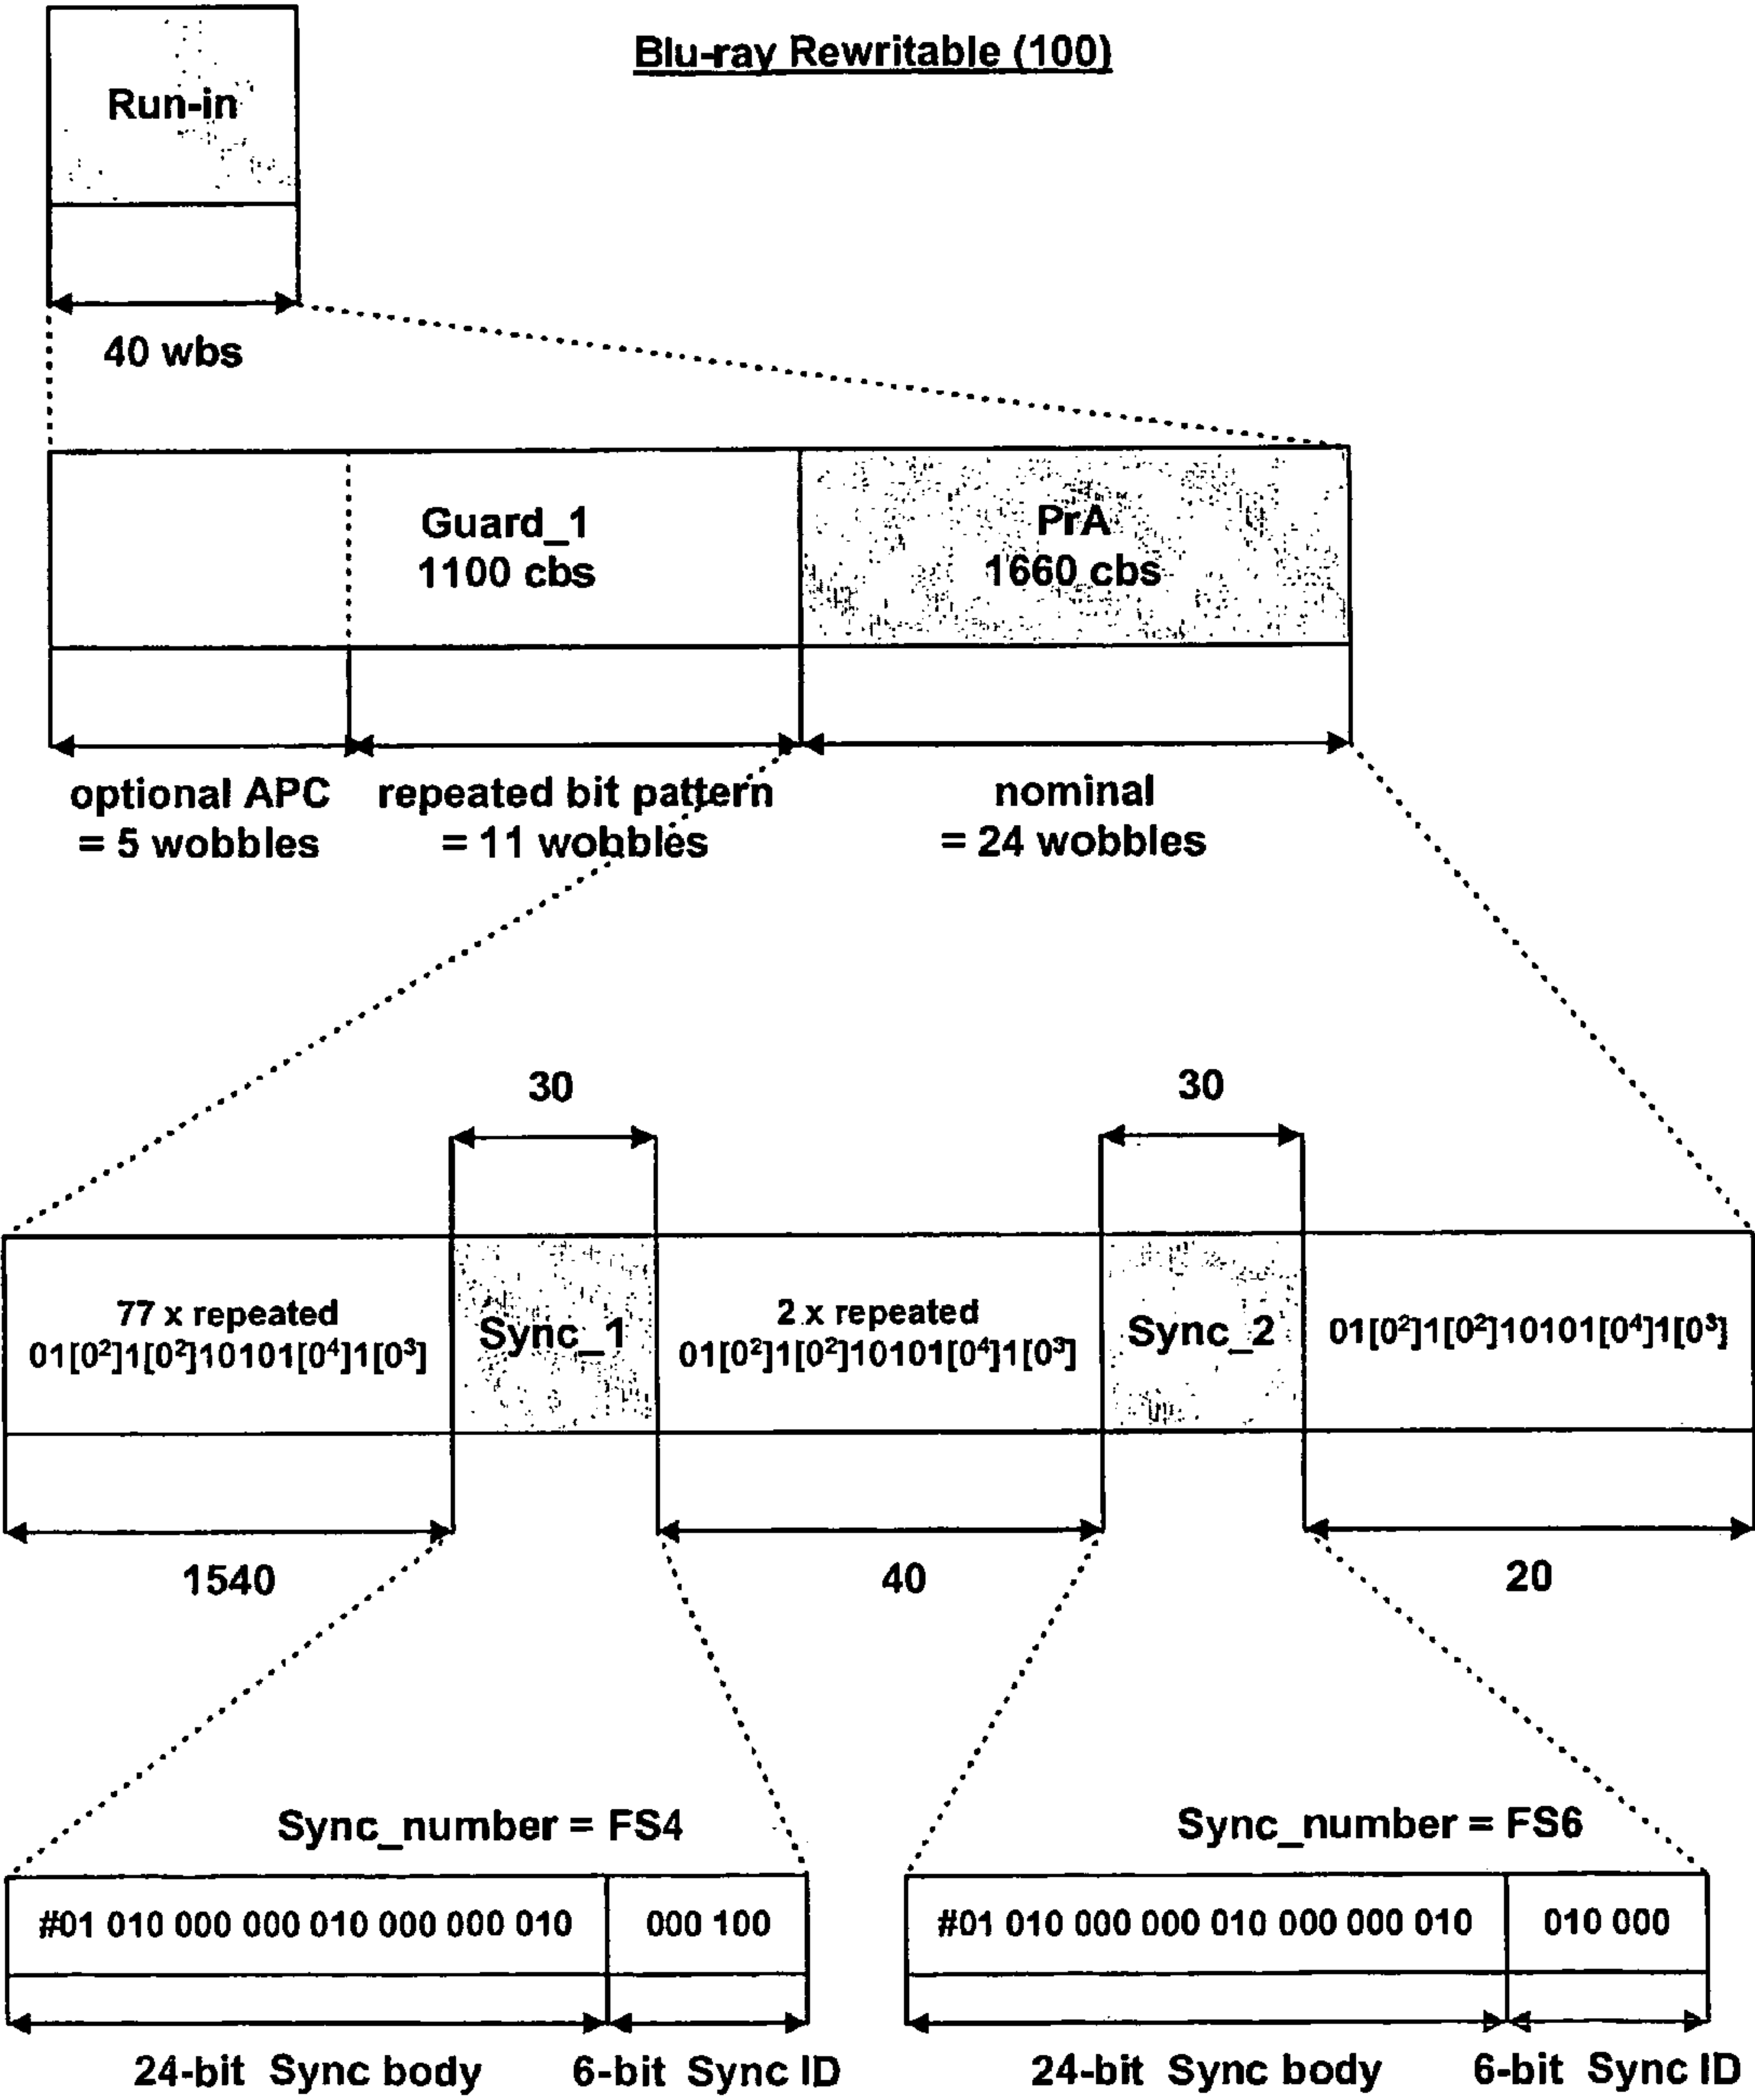 Blu-ray Rewritable (100)
Run-in
40 wbs
Guard_1
1100 cbs
PrA
1660 cbs
optional APC
= 5 wobbles
repeated bit pattern
= 11 wobbles
nominal
= 24 wobbles
30
30
77 x repeated
01[0²]1[0²]10101[0⁴]1[0³]
Sync_1
2 x repeated
01[0²]1[0²]10101[0⁴]1[0³]
Sync_2
01[0²]1[0²]10101[0⁴]1[0³]
1540
40
20
Sync_number = FS4
#01 010 000 000 010 000 000 010
000 100
24-bit Sync body
6-bit Sync ID
Sync_number = FS6
#01 010 000 000 010 000 000 010
010 000
24-bit Sync body
6-bit Sync ID